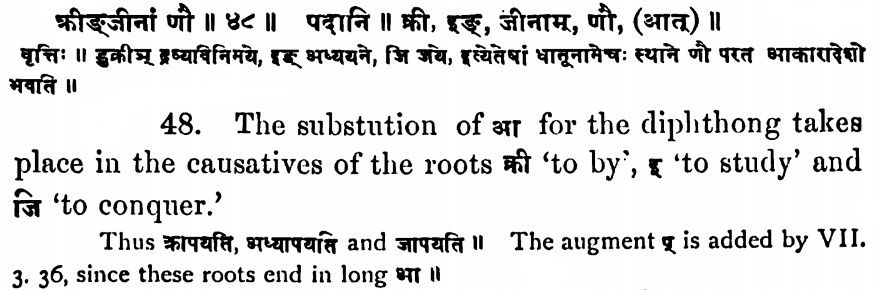 क्रीङ्जीनां णौ ॥ ४८ ॥ पदानि ॥ क्री, इङ्, जीनाम्, णौ, (आत्) ॥
वृत्तिः ॥ डुक्रीञ् द्रव्यविनिमये, इङ् अध्ययने, जि जये, इत्येतेषां धातूनामेचः स्थाने णौ परत आकारादेशो
भवति ॥
48. The substution of आ for the diphthong takes
place in the causatives of the roots क्री ‘to by’, इ ‘to study’ and
जि ‘to conquer.’
Thus क्रापयति, अध्यापयति and जापयति ॥ The augment प् is added by VII.
3. 36, since these roots end in long आ ॥